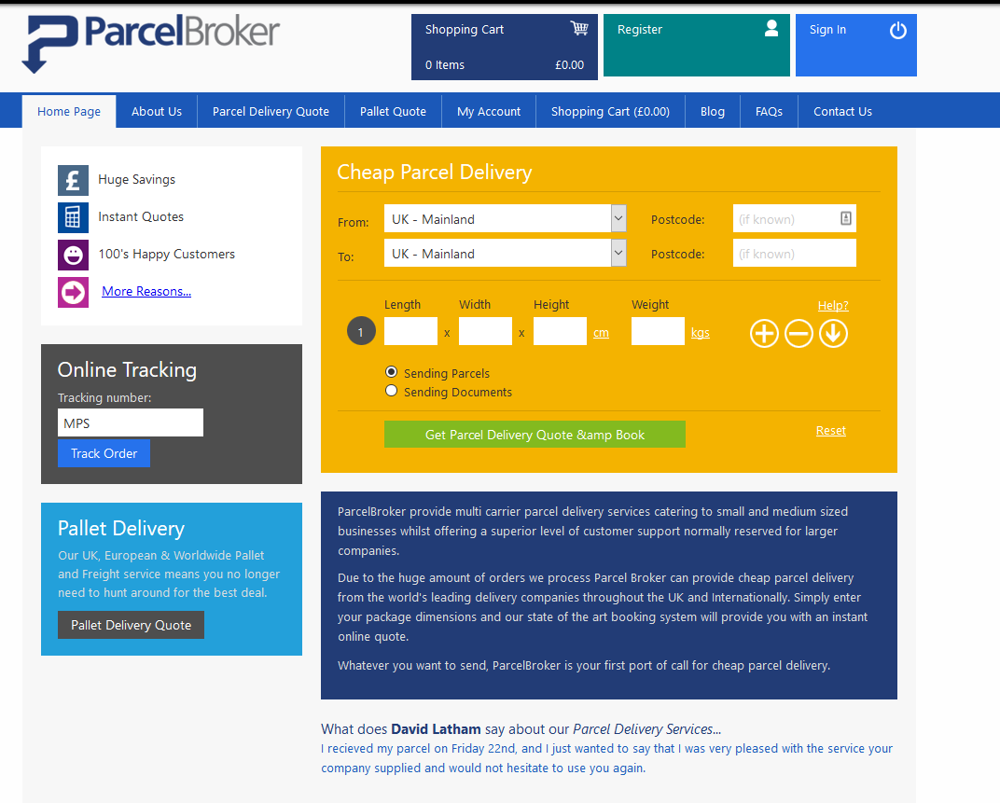 ParcelBroker
Shopping Cart
0 Items £0.00
Register
Sign In
Home Page About Us Parcel Delivery Quote Pallet Quote My Account Shopping Cart (£0.00) Blog FAQs Contact Us
£ Huge Savings
Instant Quotes
100's Happy Customers
More Reasons...
Online Tracking
Tracking number:
MPS
Track Order
Pallet Delivery
Our UK, European & Worldwide Pallet
and Freight service means you no longer
need to hunt around for the best deal.
Pallet Delivery Quote
Cheap Parcel Delivery
From: UK - Mainland Postcode: (if known)
To: UK - Mainland Postcode: (if known)
Length Width Height Weight Help?
1 x x cm kgs
Sending Parcels
Sending Documents
Get Parcel Delivery Quote &amp Book Reset
ParcelBroker provide multi carrier parcel delivery services catering to small and medium sized
businesses whilst offering a superior level of customer support normally reserved for larger
companies.
Due to the huge amount of orders we process Parcel Broker can provide cheap parcel delivery
from the world's leading delivery companies throughout the UK and Internationally. Simply enter
your package dimensions and our state of the art booking system will provide you with an instant
online quote.
Whatever you want to send, ParcelBroker is your first port of call for cheap parcel delivery.
What does David Latham say about our Parcel Delivery Services...
I recieved my parcel on Friday 22nd, and I just wanted to say that I was very pleased with the service your
company supplied and would not hesitate to use you again.